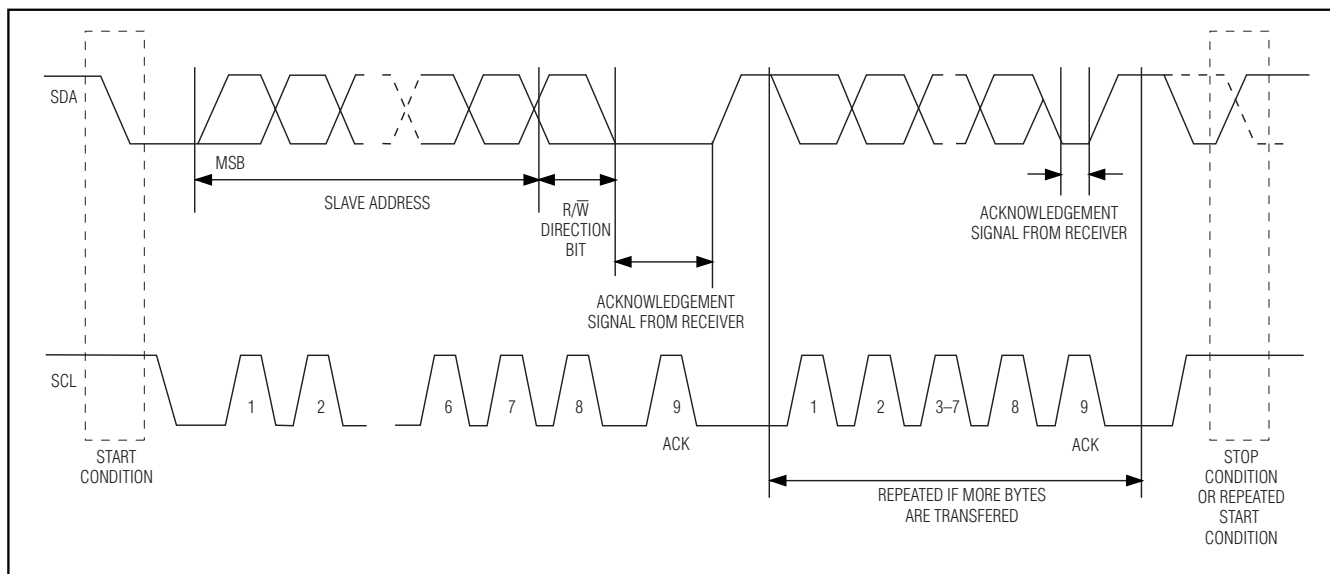 SDA
MSB
SLAVE ADDRESS
R/W̅
DIRECTION
BIT
ACKNOWLEDGEMENT
SIGNAL FROM RECEIVER
ACKNOWLEDGEMENT
SIGNAL FROM RECEIVER
SCL
1
2
6
7
8
9
1
2
3–7
8
9
ACK
ACK
START
CONDITION
REPEATED IF MORE BYTES
ARE TRANSFERED
STOP
CONDITION
OR REPEATED
START
CONDITION